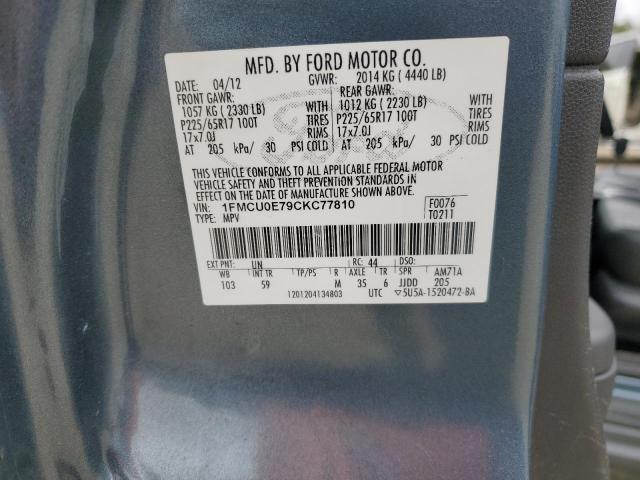 MFD. BY FORD MOTOR CO.
DATE: 04/12 GVWR: 2014 KG ( 4440 LB)
FRONT GAWR: REAR GAWR:
1057 KG ( 2330 LB) WITH 1012 KG ( 2230 LB) WITH
P225/65R17 100T TIRES P225/65R17 100T TIRES
17x7.0J RIMS 17x7.0J RIMS
AT 205 kPa/ 30 PSI COLD AT 205 kPa/ 30 PSI COLD
Ford
THIS VEHICLE CONFORMS TO ALL APPLICABLE FEDERAL MOTOR
VEHICLE SAFETY AND THEFT PREVENTION STANDARDS IN
EFFECT ON THE DATE OF MANUFACTURE SHOWN ABOVE.
VIN: 1FMCU0E79CKC77810 F0076
TYPE: MPV T0211
EXT PNT: UN RC: 44 DSO:
WB INT TR TP/PS R AXLE TR SPR AM71A
103 59 M 35 6 JJDD 205
1201204134803 UTC ▽5U5A-1520472-BA